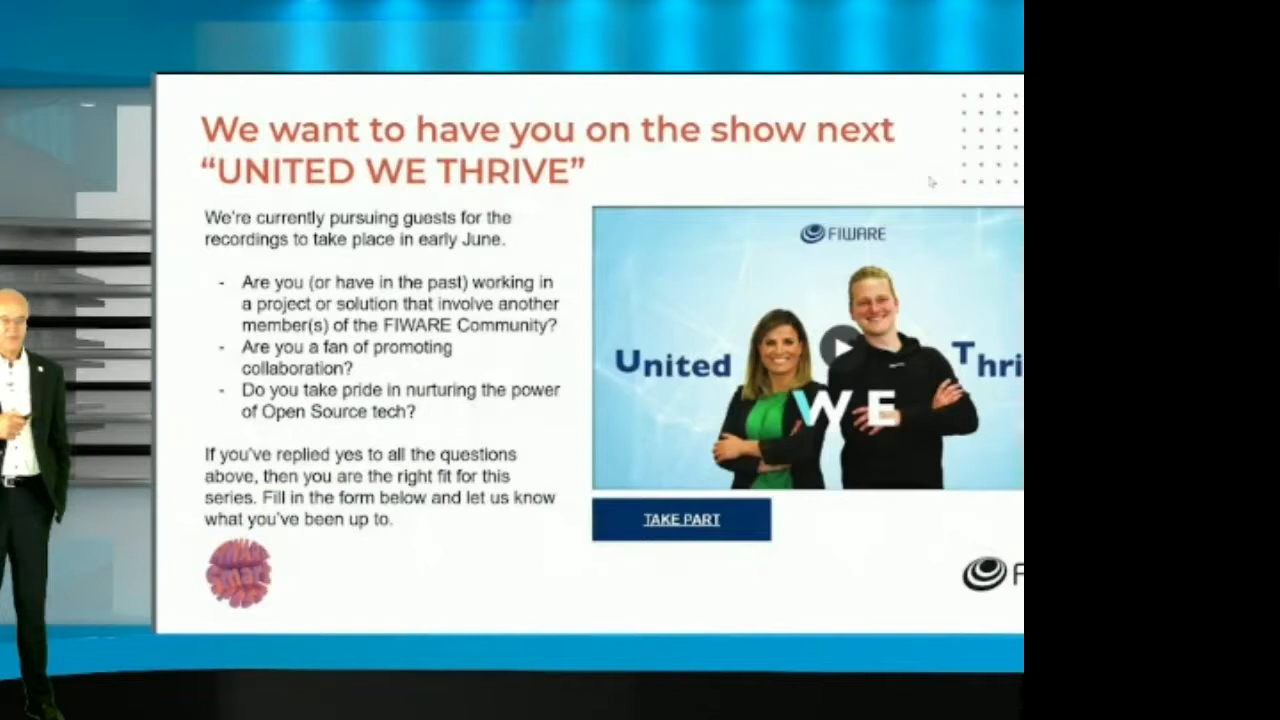 We want to have you on the show next
“UNITED WE THRIVE”
We're currently pursuing guests for the
recordings to take place in early June.
- Are you (or have in the past) working in
a project or solution that involve another
member(s) of the FIWARE Community?
- Are you a fan of promoting
collaboration?
- Do you take pride in nurturing the power
of Open Source tech?
If you've replied yes to all the questions
above, then you are the right fit for this
series. Fill in the form below and let us know
what you've been up to.
FIWARE
United
WE
Thri
TAKE PART
F